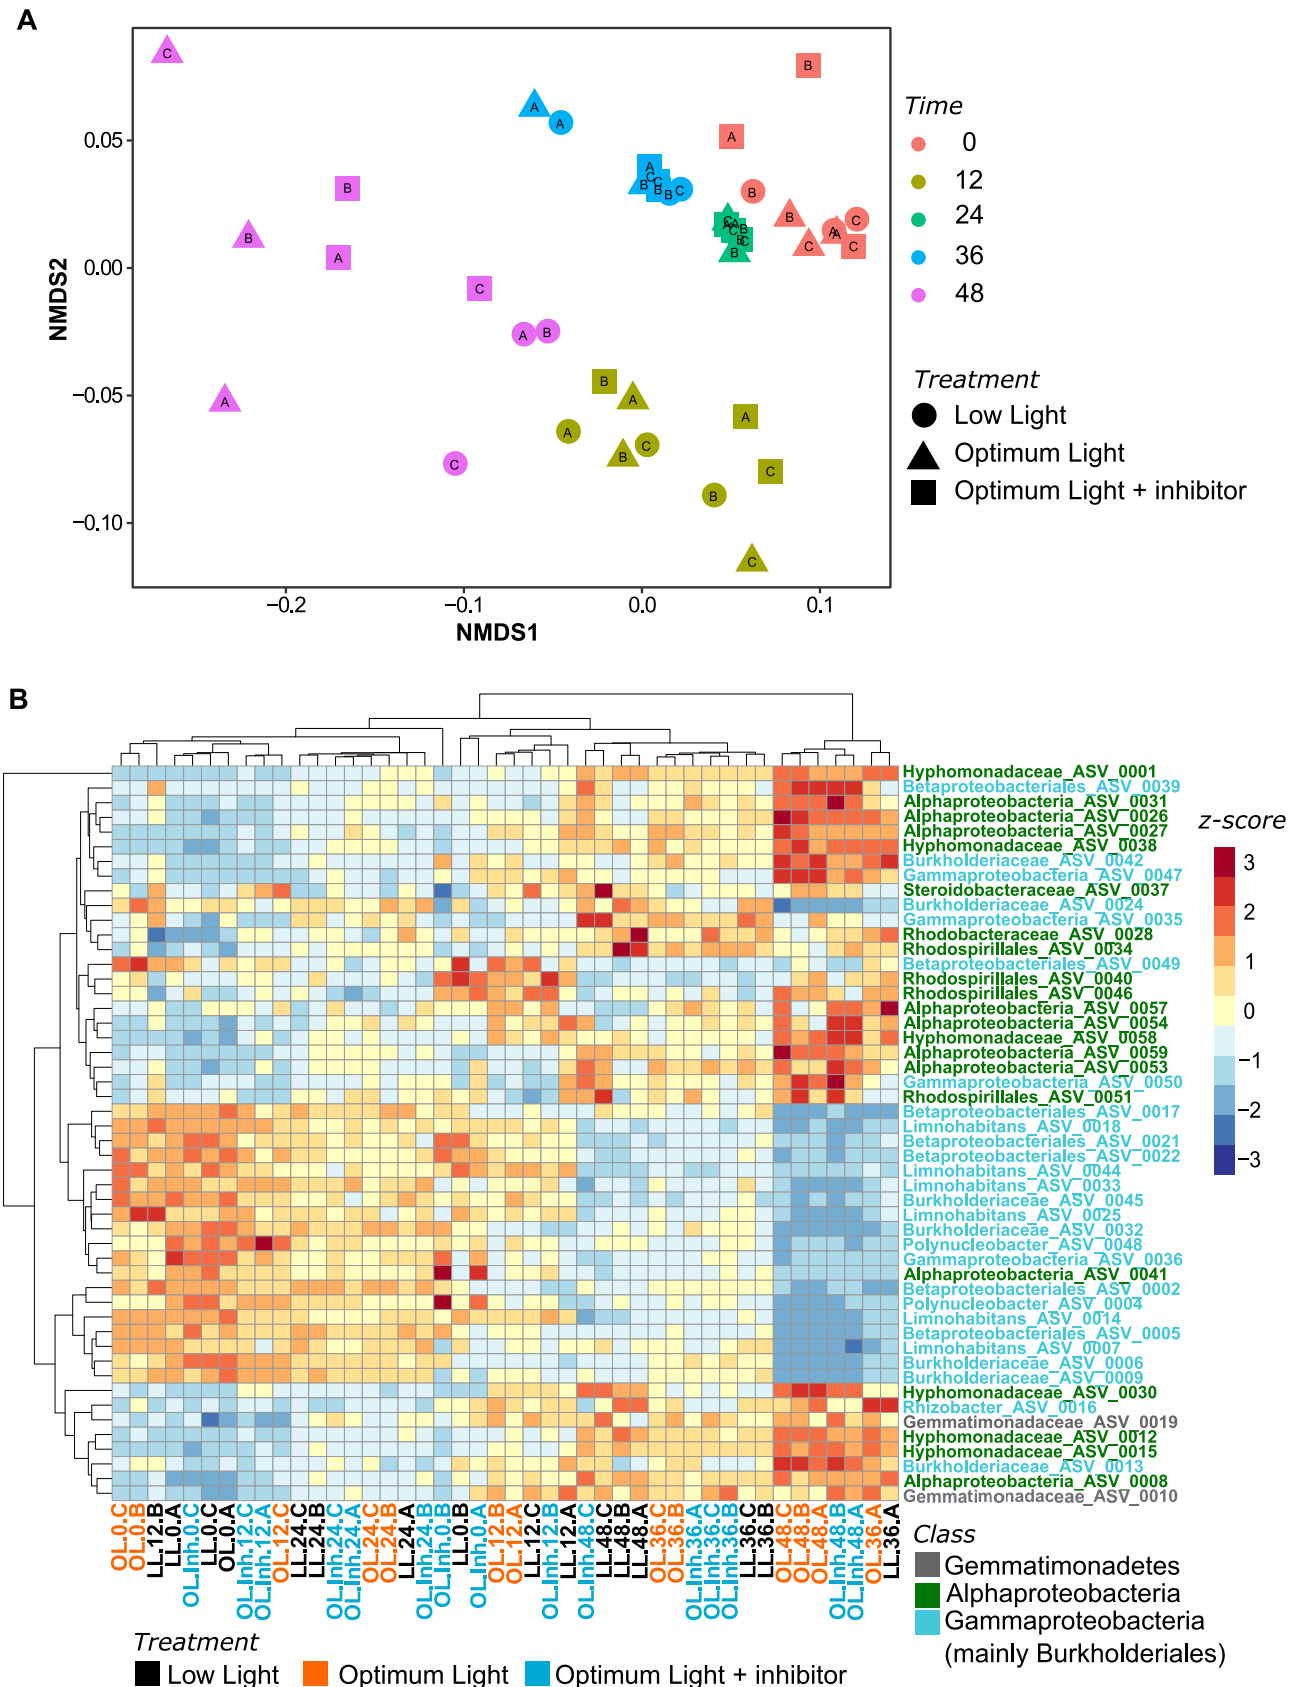 A
NMDS2
0.05
0.00
−0.05
−0.10
−0.2
−0.1
0.0
0.1
NMDS1
Time
0
12
24
36
48
Treatment
Low Light
Optimum Light
Optimum Light + inhibitor
B
Hyphomonadaceae_ASV_0001
Betaproteobacteriales_ASV_0039
Alphaproteobacteria_ASV_0031
Alphaproteobacteria_ASV_0026
Alphaproteobacteria_ASV_0027
Hyphomonadaceae_ASV_0038
Burkholderiaceae_ASV_0042
Gammaproteobacteria_ASV_0047
Steroidobacteraceae_ASV_0037
Burkholderiaceae_ASV_0024
Gammaproteobacteria_ASV_0035
Rhodobacteraceae_ASV_0028
Rhodospirillales_ASV_0034
Betaproteobacteriales_ASV_0049
Rhodospirillales_ASV_0040
Rhodospirillales_ASV_0046
Alphaproteobacteria_ASV_0057
Alphaproteobacteria_ASV_0054
Hyphomonadaceae_ASV_0058
Alphaproteobacteria_ASV_0059
Alphaproteobacteria_ASV_0053
Gammaproteobacteria_ASV_0050
Rhodospirillales_ASV_0051
Betaproteobacteriales_ASV_0017
Limnohabitans_ASV_0018
Betaproteobacteriales_ASV_0021
Betaproteobacteriales_ASV_0022
Limnohabitans_ASV_0044
Limnohabitans_ASV_0033
Burkholderiaceae_ASV_0045
Limnohabitans_ASV_0025
Burkholderiaceae_ASV_0032
Polynucleobacter_ASV_0048
Gammaproteobacteria_ASV_0036
Alphaproteobacteria_ASV_0041
Betaproteobacteriales_ASV_0002
Polynucleobacter_ASV_0004
Limnohabitans_ASV_0014
Betaproteobacteriales_ASV_0005
Limnohabitans_ASV_0007
Burkholderiaceae_ASV_0006
Burkholderiaceae_ASV_0009
Hyphomonadaceae_ASV_0030
Rhizobacter_ASV_0016
Gemmatimonadaceae_ASV_0019
Hyphomonadaceae_ASV_0012
Hyphomonadaceae_ASV_0015
Burkholderiaceae_ASV_0013
Alphaproteobacteria_ASV_0008
Gemmatimonadaceae_ASV_0010
z-score
3
2
1
0
−1
−2
−3
OL.0.C
OL.0.B
LL.12.B
LL.0.A
OL.Inh.0.C
LL.0.C
OL.0.A
OL.Inh.12.C
OL.Inh.12.A
OL.12.C
LL.24.C
LL.24.B
OL.Inh.24.C
OL.Inh.24.A
OL.24.C
OL.24.B
LL.24.A
OL.Inh.24.B
OL.Inh.0.B
LL.0.B
OL.Inh.0.A
OL.12.B
OL.12.A
LL.12.C
OL.Inh.12.B
LL.12.A
OL.Inh.48.C
LL.48.C
LL.48.B
LL.48.A
OL.36.C
OL.36.B
OL.Inh.36.A
OL.Inh.36.C
OL.Inh.36.B
LL.36.C
LL.36.B
OL.48.C
OL.48.B
OL.48.A
OL.Inh.48.B
OL.Inh.48.A
OL.36.A
LL.36.A
Class
Gemmatimonadetes
Alphaproteobacteria
Gammaproteobacteria
(mainly Burkholderiales)
Treatment
Low Light
Optimum Light
Optimum Light + inhibitor